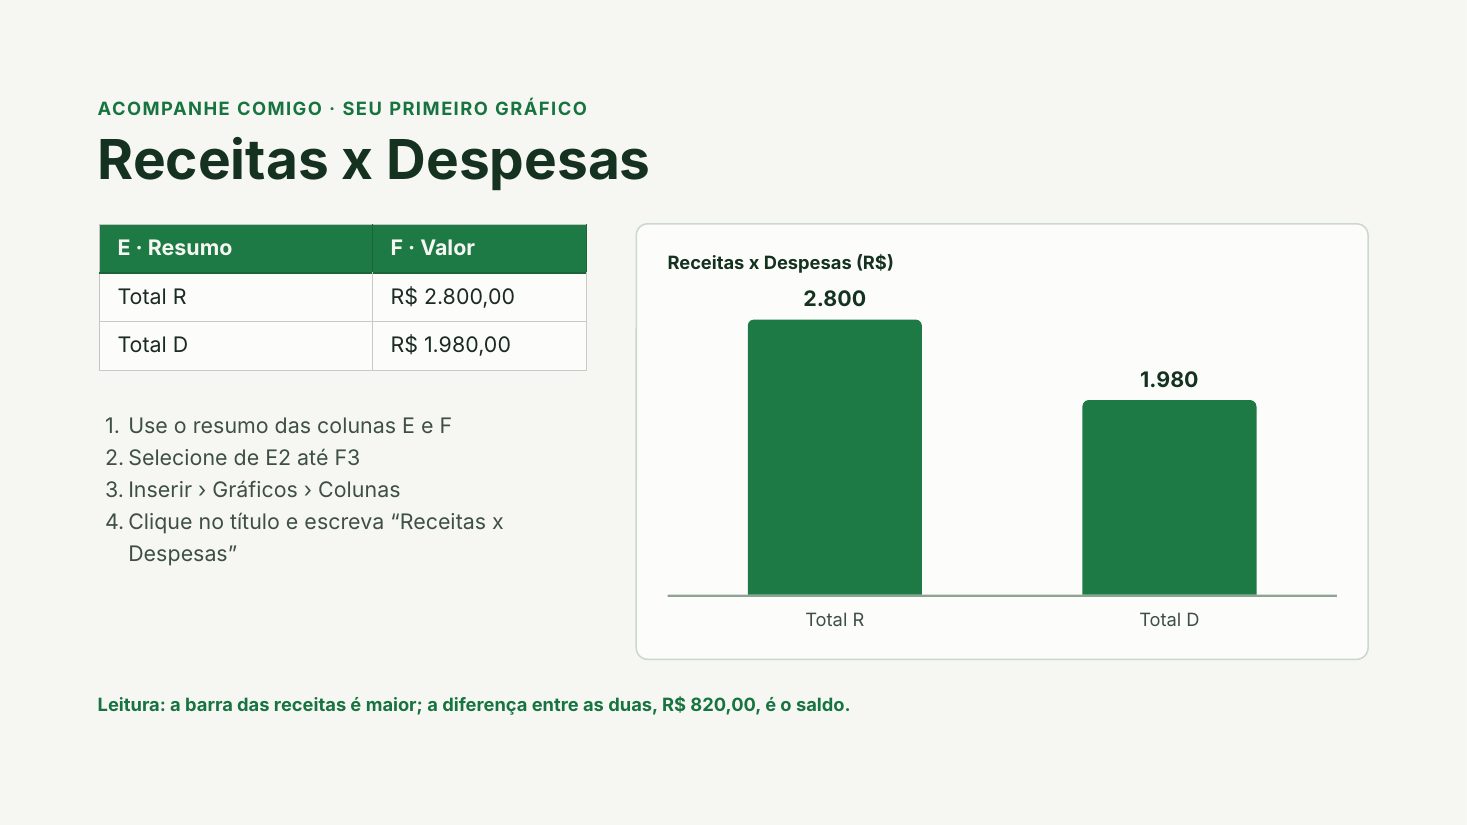 ACOMPANHE COMIGO · SEU PRIMEIRO GRÁFICO
Receitas x Despesas
E · Resumo F · Valor
Total R R$ 2.800,00
Total D R$ 1.980,00
1. Use o resumo das colunas E e F
2. Selecione de E2 até F3
3. Inserir › Gráficos › Colunas
4. Clique no título e escreva “Receitas x
Despesas”
Receitas x Despesas (R$)
2.800
1.980
Total R Total D
Leitura: a barra das receitas é maior; a diferença entre as duas, R$ 820,00, é o saldo.